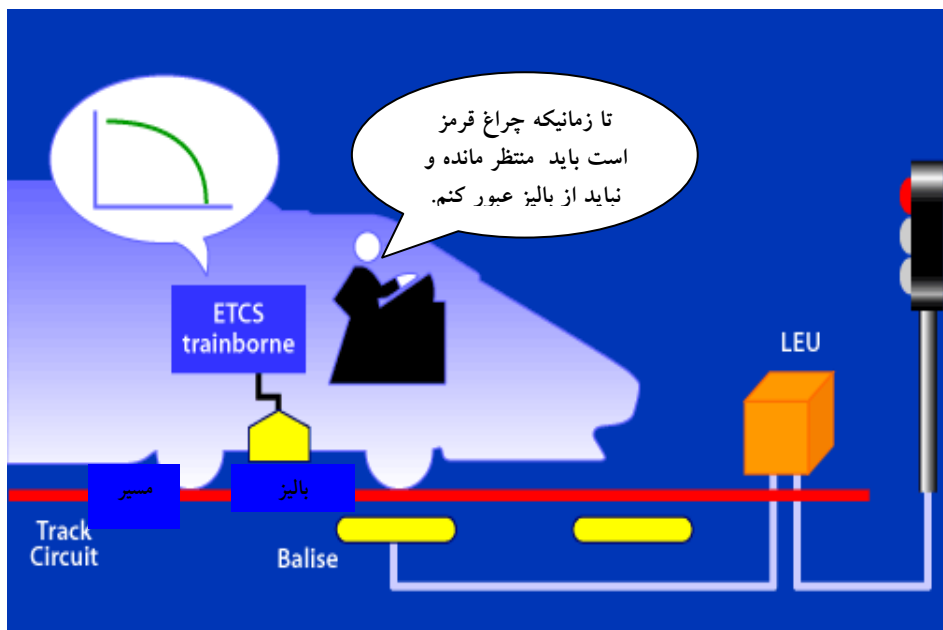 تا زمانیکه چراغ قرمز
است باید منتظر مانده و
نباید از بالیز عبور کنم.
ETCS
trainborne
LEU
مسیر
بالیز
Track
Circuit
Balise